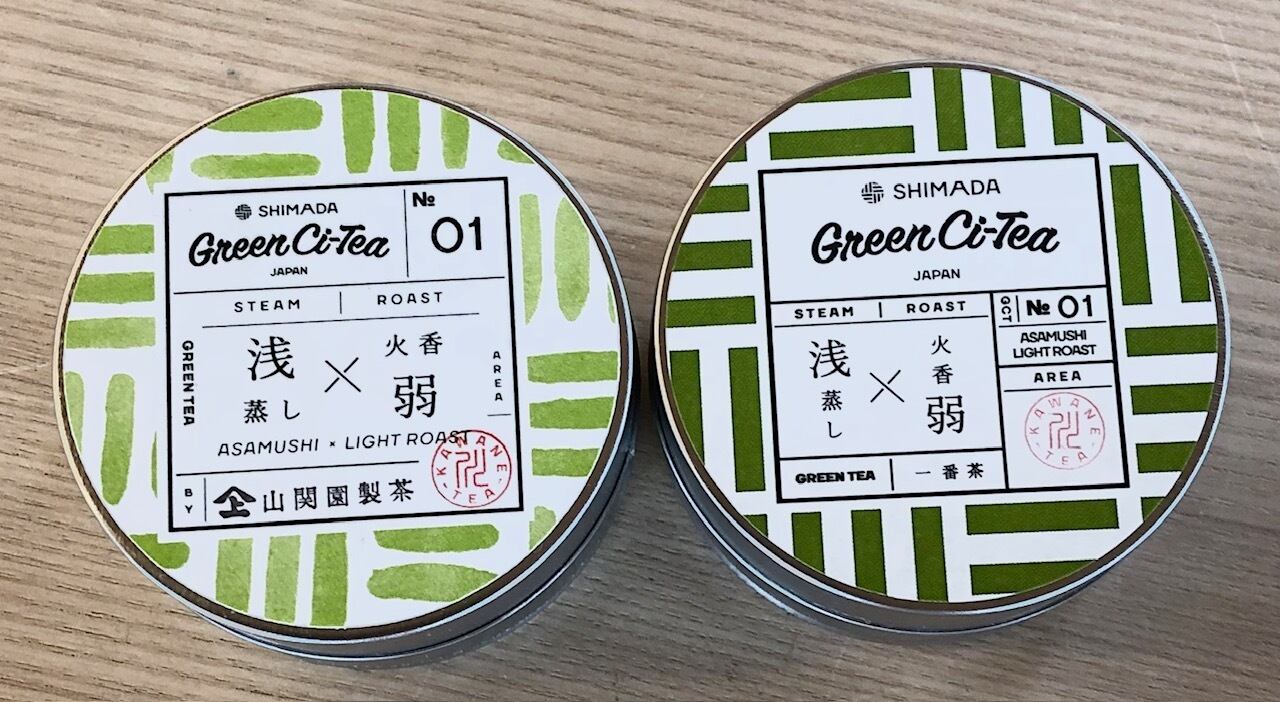 SHIMADA
Green Ci-Tea
JAPAN
№
01
STEAM | ROAST
浅
蒸し
×
火香
弱
GREEN TEA
AREA
ASAMUSHI × LIGHT ROAST
KAWANE TEA
BY
山関園製茶
SHIMADA
Green Ci-Tea
JAPAN
STEAM | ROAST
浅
蒸し
×
火香
弱
GCT
№ 01
ASAMUSHI
LIGHT ROAST
AREA
KAWANE TEA
GREEN TEA | 一番茶